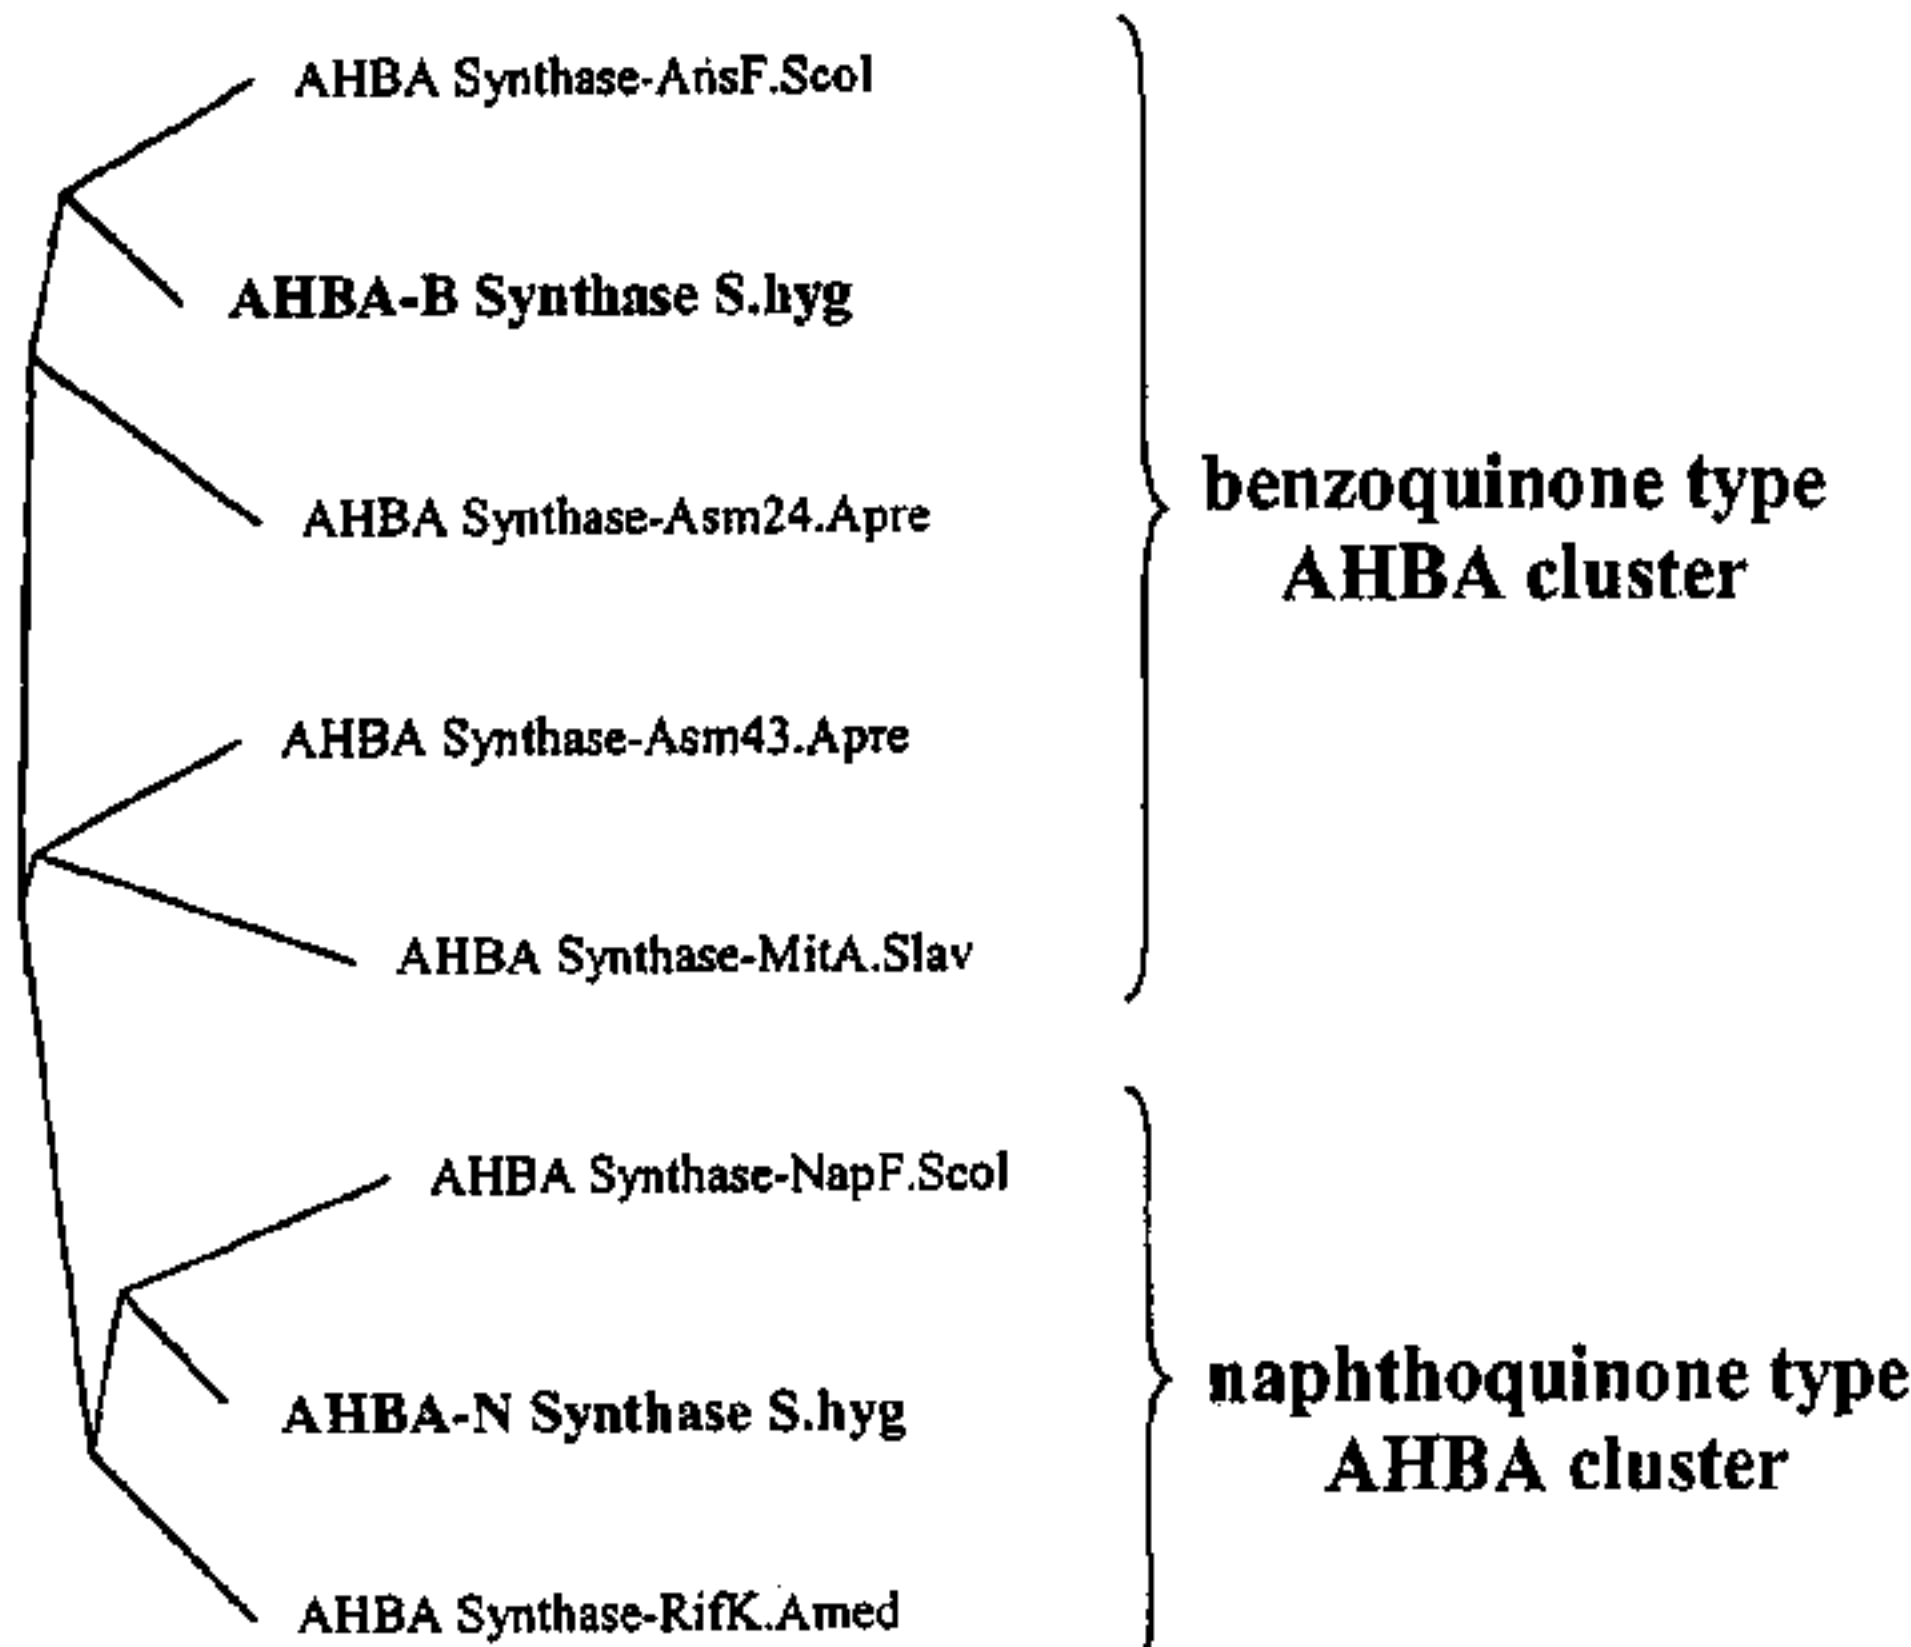 AHBA Synthase-AnsF.Scol
AHBA-B Synthase S.hyg
AHBA Synthase-Asm24.Apre
benzoquinone type
AHBA cluster
AHBA Synthase-Asm43.Apre
AHBA Synthase-MitA.Slav
AHBA Synthase-NapF.Scol
AHBA-N Synthase S.hyg
naphthoquinone type
AHBA cluster
AHBA Synthase-RifK.Amed